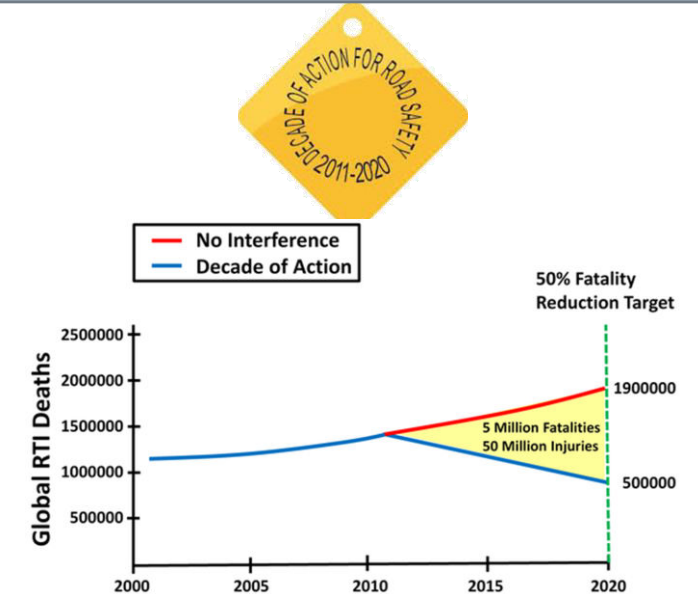 DECADE OF ACTION FOR ROAD SAFETY
2011-2020
No Interference
Decade of Action
50% Fatality
Reduction Target
Global RTI Deaths
2500000
2000000
1500000
1000000
500000
1900000
5 Million Fatalities
50 Million Injuries
500000
2000
2005
2010
2015
2020